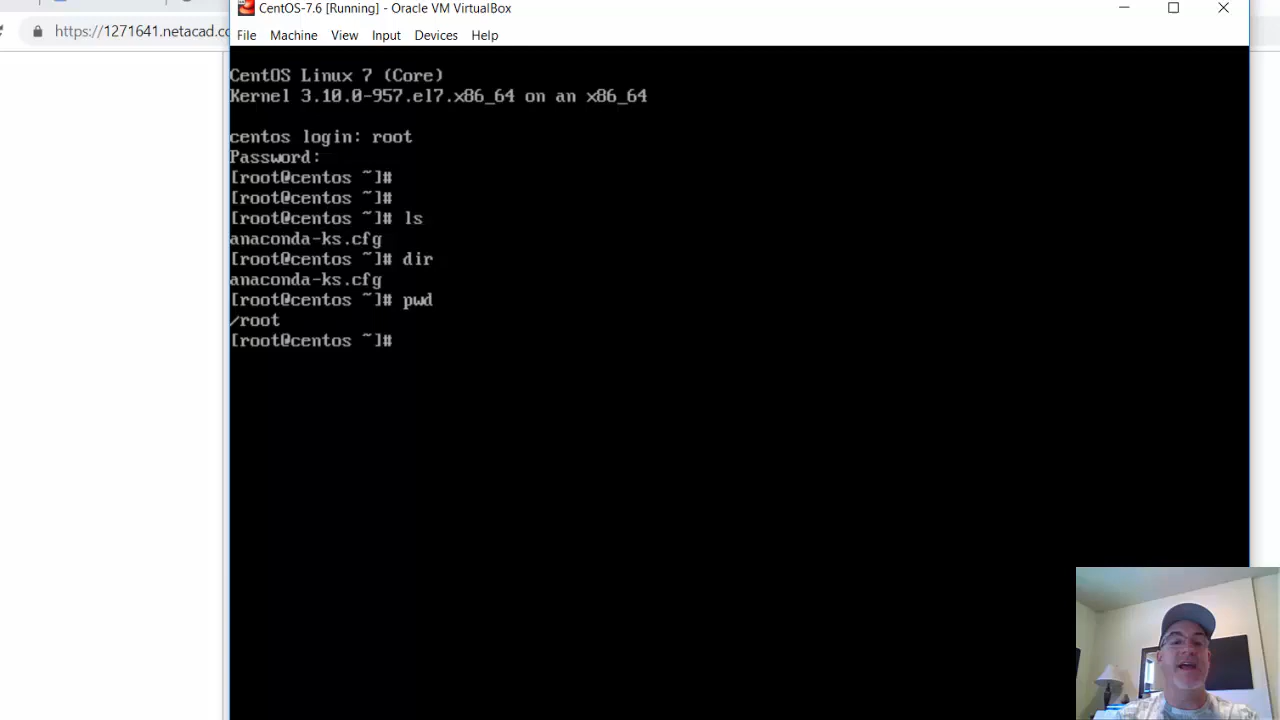 CentOS-7.6 [Running] - Oracle VM VirtualBox
https://1271641.netacad.co
File Machine View Input Devices Help
CentOS Linux 7 (Core)
Kernel 3.10.0-957.el7.x86_64 on an x86_64
centos login: root
Password:
[root@centos ~]#
[root@centos ~]#
[root@centos ~]# ls
anaconda-ks.cfg
[root@centos ~]# dir
anaconda-ks.cfg
[root@centos ~]# pwd
/root
[root@centos ~]#